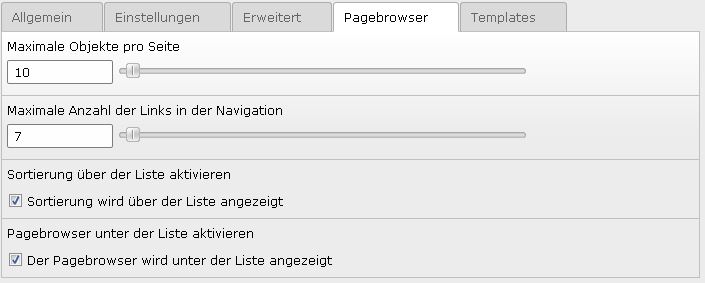 Allgemein Einstellungen Erweitert Pagebrowser Templates
Maximale Objekte pro Seite
10
Maximale Anzahl der Links in der Navigation
7
Sortierung über der Liste aktivieren
Sortierung wird über der Liste angezeigt
Pagebrowser unter der Liste aktivieren
Der Pagebrowser wird unter der Liste angezeigt